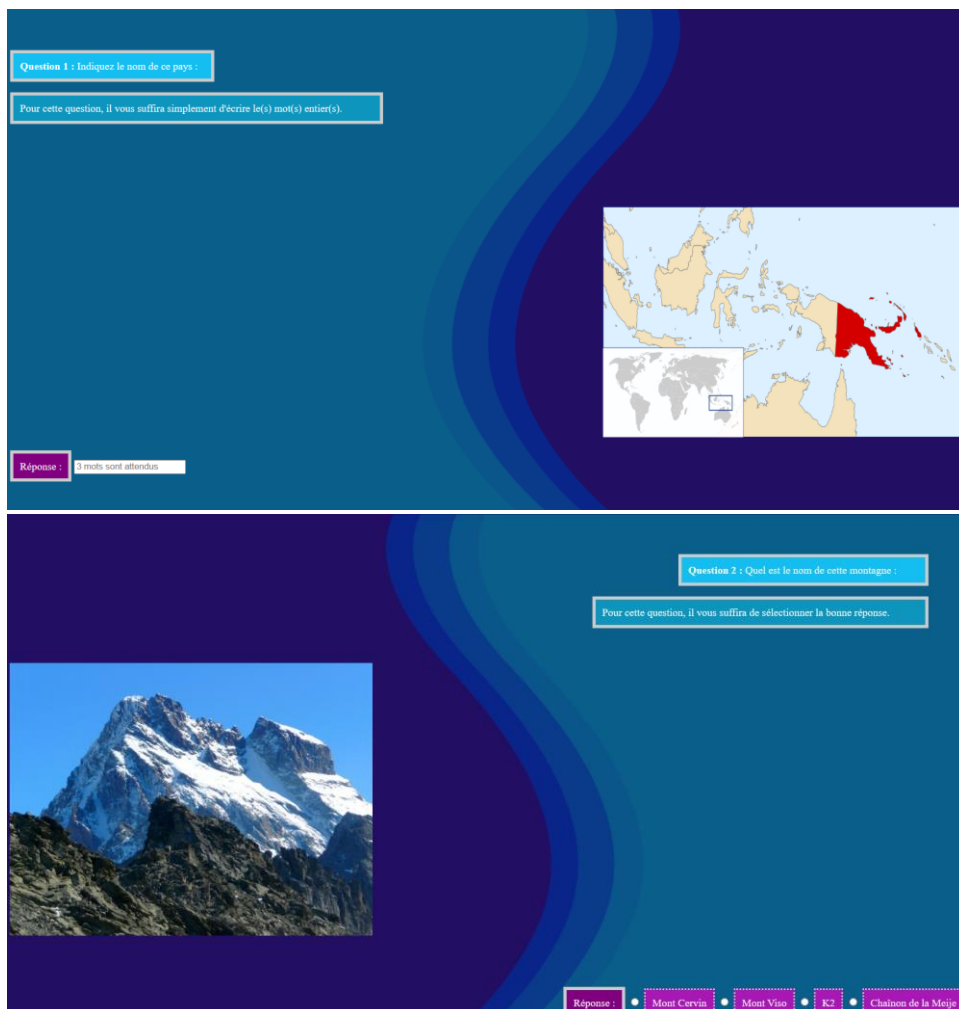 Question 1 : Indiquez le nom de ce pays :
Pour cette question, il vous suffira simplement d'écrire le(s) mot(s) entier(s).
Réponse : 3 mots sont attendus
Question 2 : Quel est le nom de cette montagne :
Pour cette question, il vous suffira de sélectionner la bonne réponse.
Réponse : Mont Cervin Mont Viso K2 Chaînon de la Meije